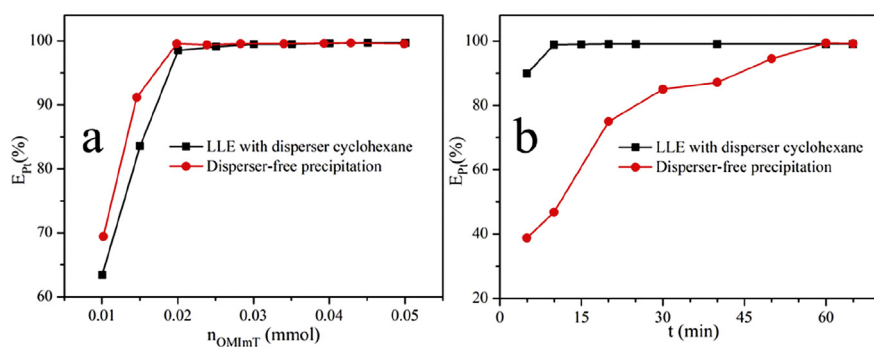 100
90
80
70
60
E_Pt(%)
a
LLE with disperser cyclohexane
Disperser-free precipitation
0.01 0.02 0.03 0.04 0.05
n_OMImT (mmol)
100
80
60
40
20
E_Pt(%)
b
LLE with disperser cyclohexane
Disperser-free precipitation
0 15 30 45 60
t (min)